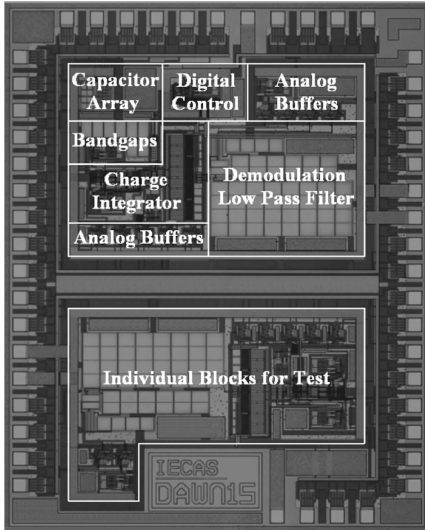 Capacitor
Array
Digital
Control
Analog
Buffers
Bandgaps
Charge
Integrator
Demodulation
Low Pass Filter
Analog Buffers
Individual Blocks for Test
IECAS
DAWN15